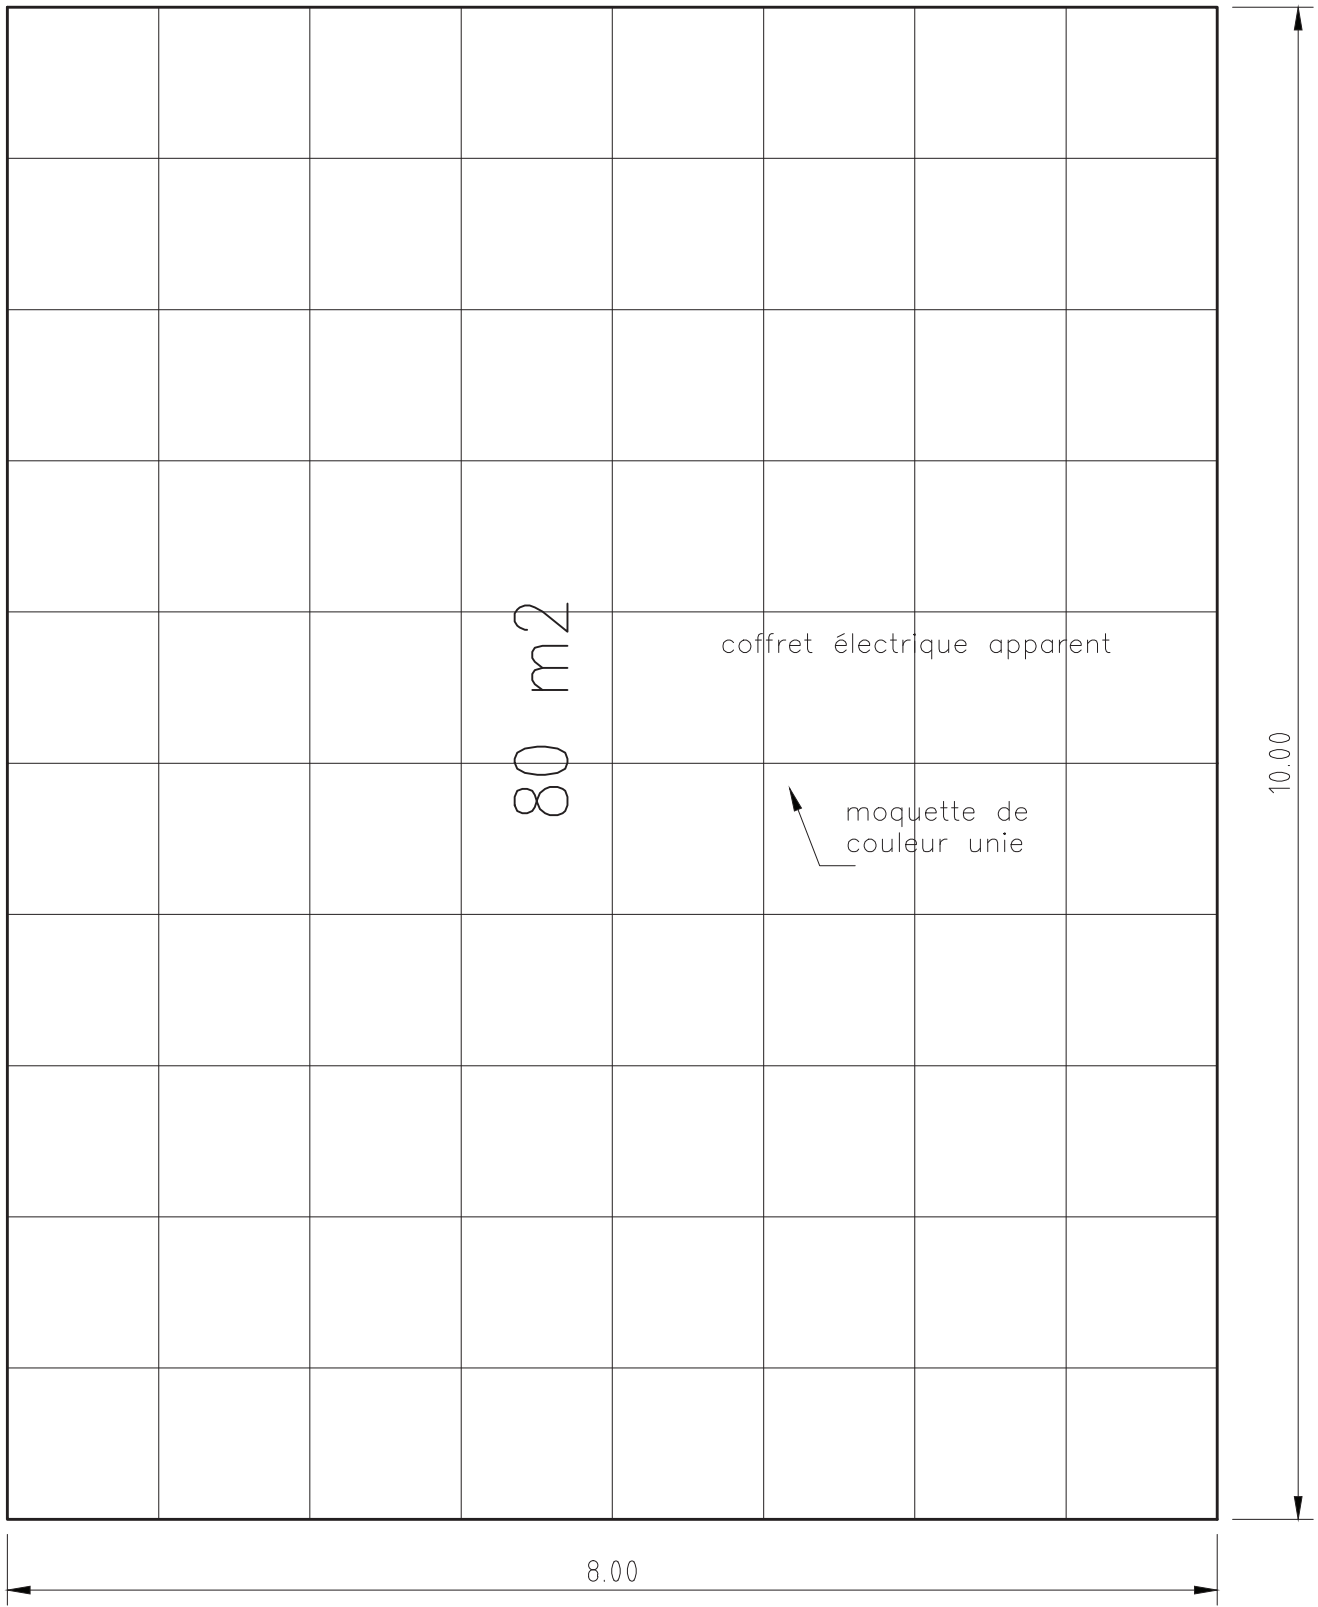 80 m2
coffret électrique apparent
moquette de
couleur unie
10.00
8.00